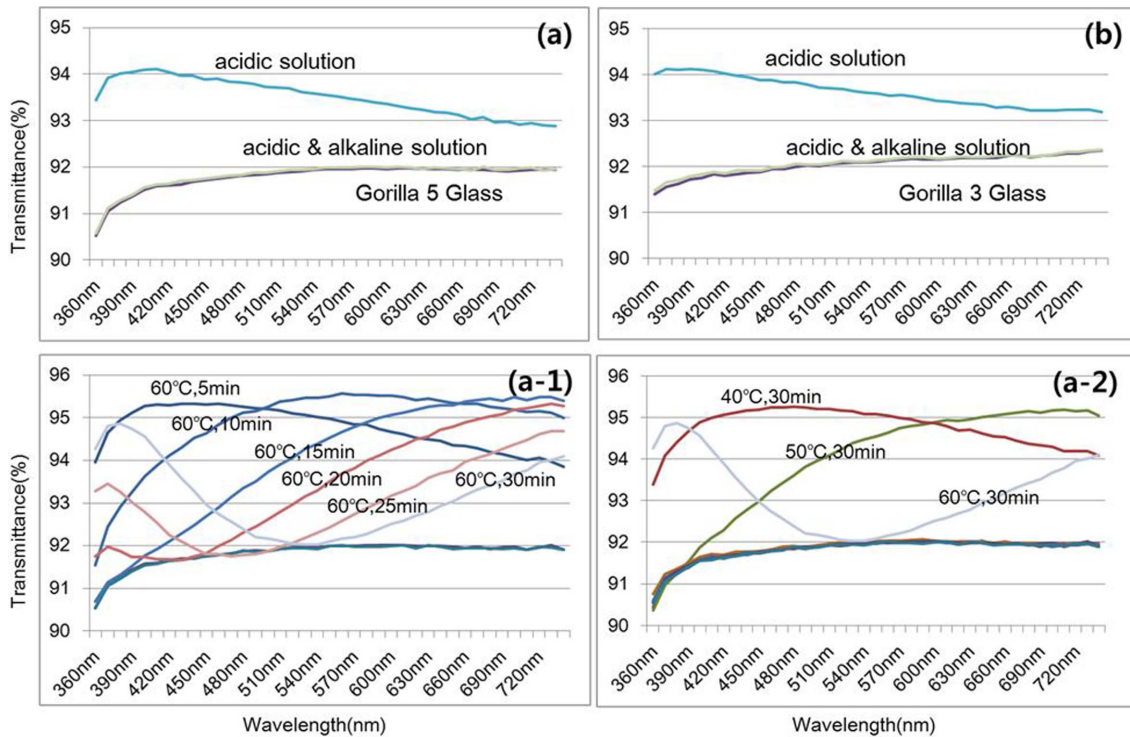 (a)
95
94
93
92
91
90
Transmittance(%)
acidic solution
acidic & alkaline solution
Gorilla 5 Glass
360nm
390nm
420nm
450nm
480nm
510nm
540nm
570nm
600nm
630nm
660nm
690nm
720nm
(b)
95
94
93
92
91
90
acidic solution
acidic & alkaline solution
Gorilla 3 Glass
360nm
390nm
420nm
450nm
480nm
510nm
540nm
570nm
600nm
630nm
660nm
690nm
720nm
(a-1)
96
95
94
93
92
91
90
Transmittance(%)
60℃,5min
60℃,10min
60℃,15min
60℃,20min
60℃,25min
60℃,30min
360nm
390nm
420nm
450nm
480nm
510nm
540nm
570nm
600nm
630nm
660nm
690nm
720nm
Wavelength(nm)
(a-2)
96
95
94
93
92
91
90
40℃,30min
50℃,30min
60℃,30min
360nm
390nm
420nm
450nm
480nm
510nm
540nm
570nm
600nm
630nm
660nm
690nm
720nm
Wavelength(nm)